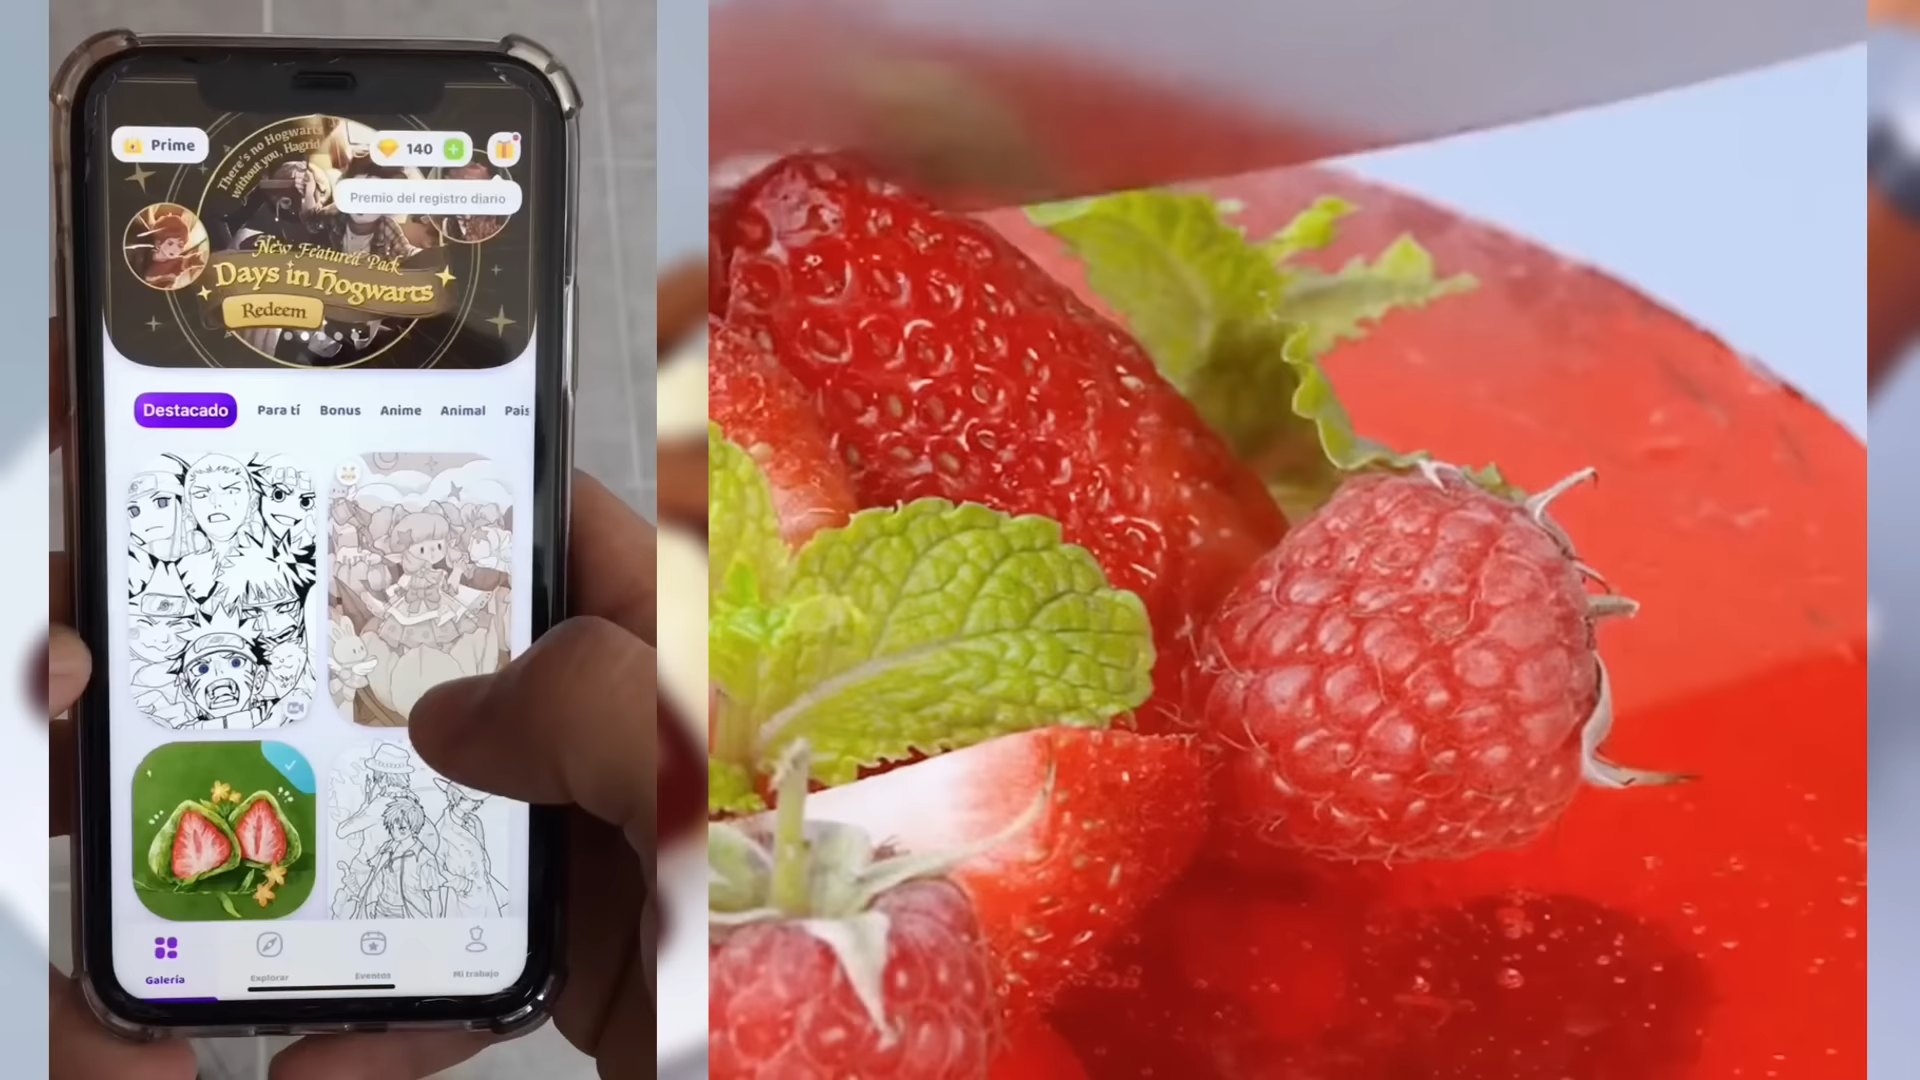 Prime
140
Premio del registro diario
There's no Hogwarts
without you, Hagrid
New Featured Pack
Days in Hogwarts
Redeem
Destacado
Para tí
Bonus
Anime
Animal
Pais
Galería
Explorar
Eventos
Mi trabajo